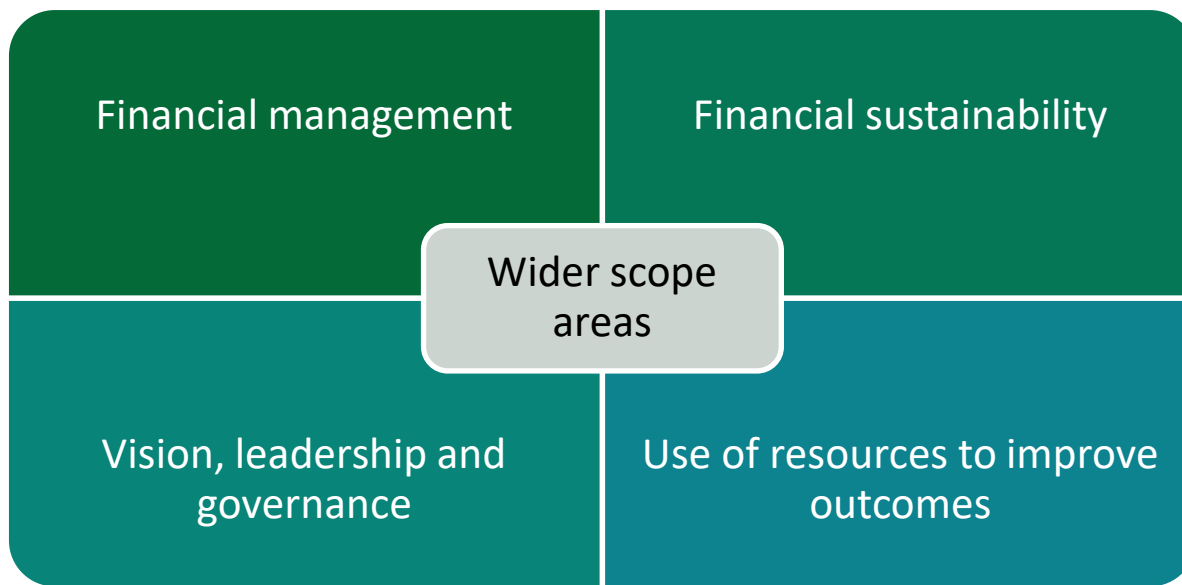 Financial management
Financial sustainability
Wider scope
areas
Vision, leadership and
governance
Use of resources to improve
outcomes